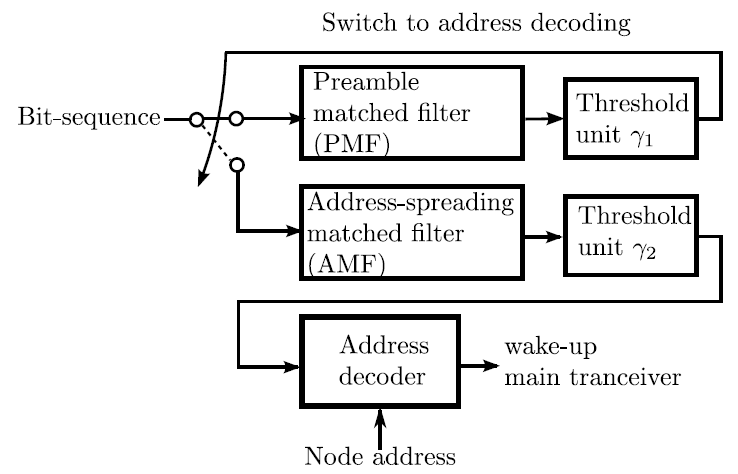 Switch to address decoding
Bit-sequence
Preamble
matched filter
(PMF)
Threshold
unit γ₁
Address-spreading
matched filter
(AMF)
Threshold
unit γ₂
Address
decoder
wake-up
main tranceiver
Node address